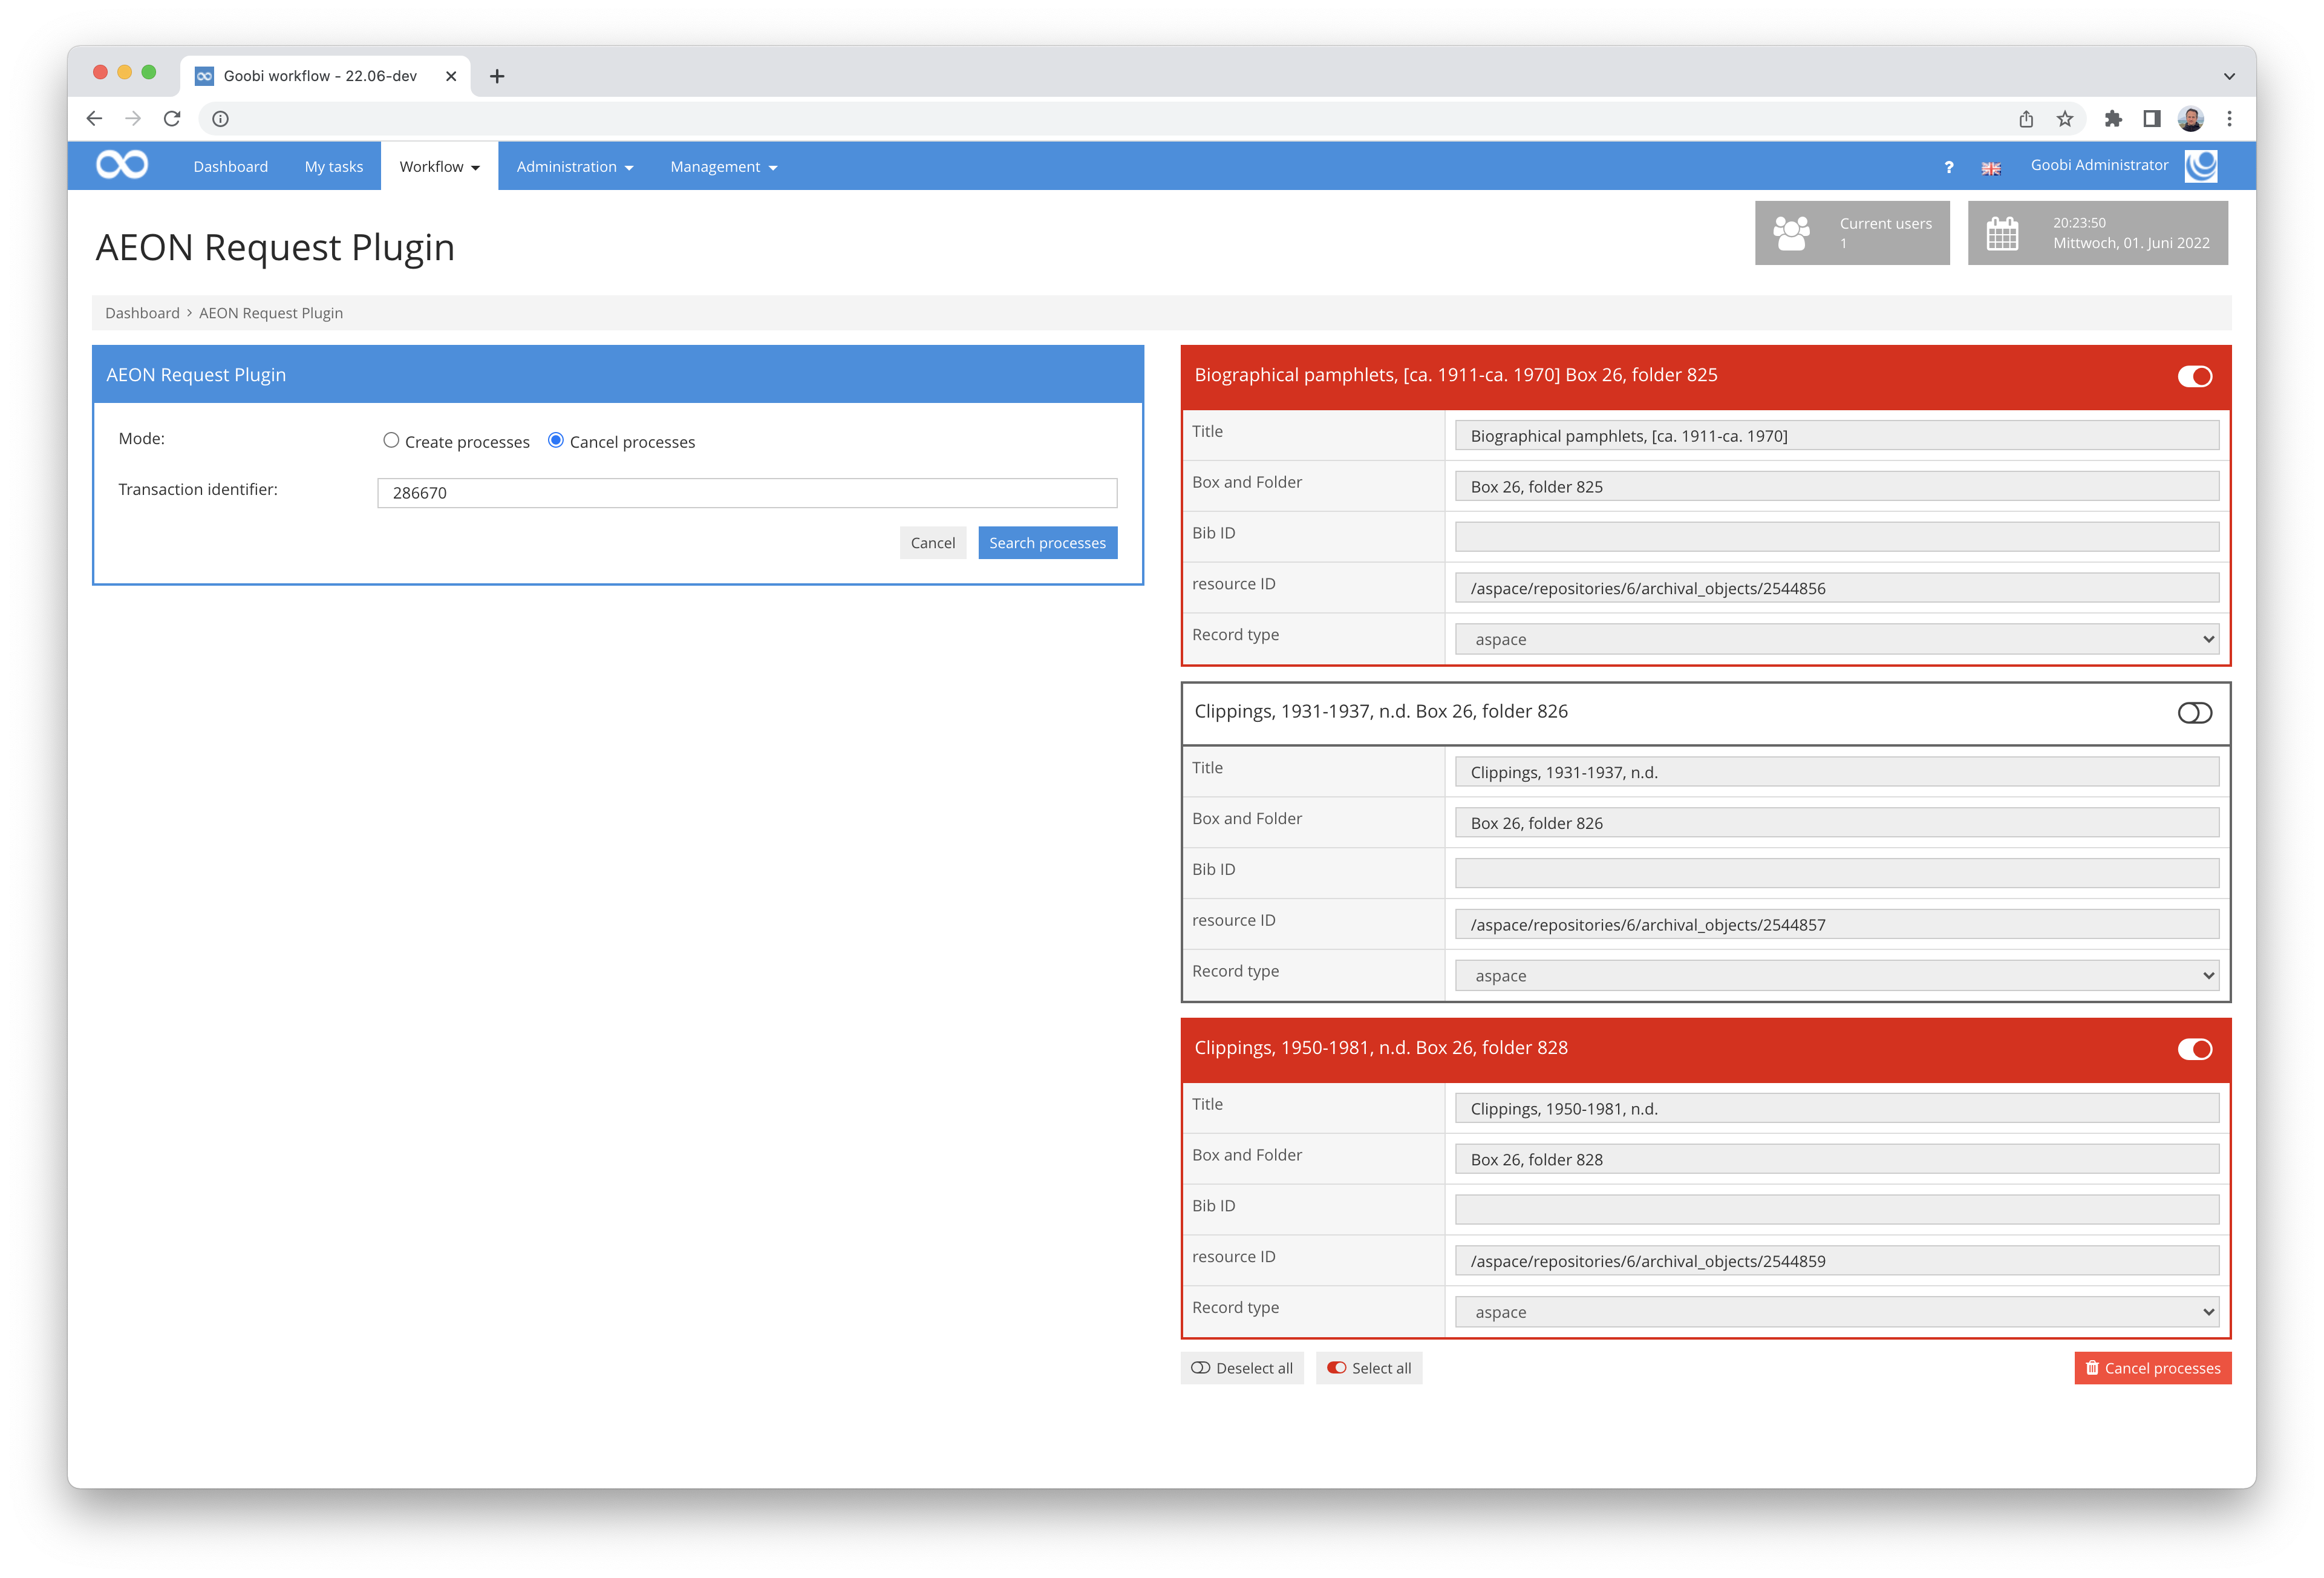 Goobi workflow - 22.06-dev
Dashboard My tasks Workflow Administration Management ? Goobi Administrator
AEON Request Plugin
Current users
1
20:23:50
Mittwoch, 01. Juni 2022
Dashboard › AEON Request Plugin
AEON Request Plugin
Mode: Create processes Cancel processes
Transaction identifier: 286670
Cancel Search processes
Biographical pamphlets, [ca. 1911-ca. 1970] Box 26, folder 825
Title Biographical pamphlets, [ca. 1911-ca. 1970]
Box and Folder Box 26, folder 825
Bib ID
resource ID /aspace/repositories/6/archival_objects/2544856
Record type aspace
Clippings, 1931-1937, n.d. Box 26, folder 826
Title Clippings, 1931-1937, n.d.
Box and Folder Box 26, folder 826
Bib ID
resource ID /aspace/repositories/6/archival_objects/2544857
Record type aspace
Clippings, 1950-1981, n.d. Box 26, folder 828
Title Clippings, 1950-1981, n.d.
Box and Folder Box 26, folder 828
Bib ID
resource ID /aspace/repositories/6/archival_objects/2544859
Record type aspace
Deselect all Select all Cancel processes